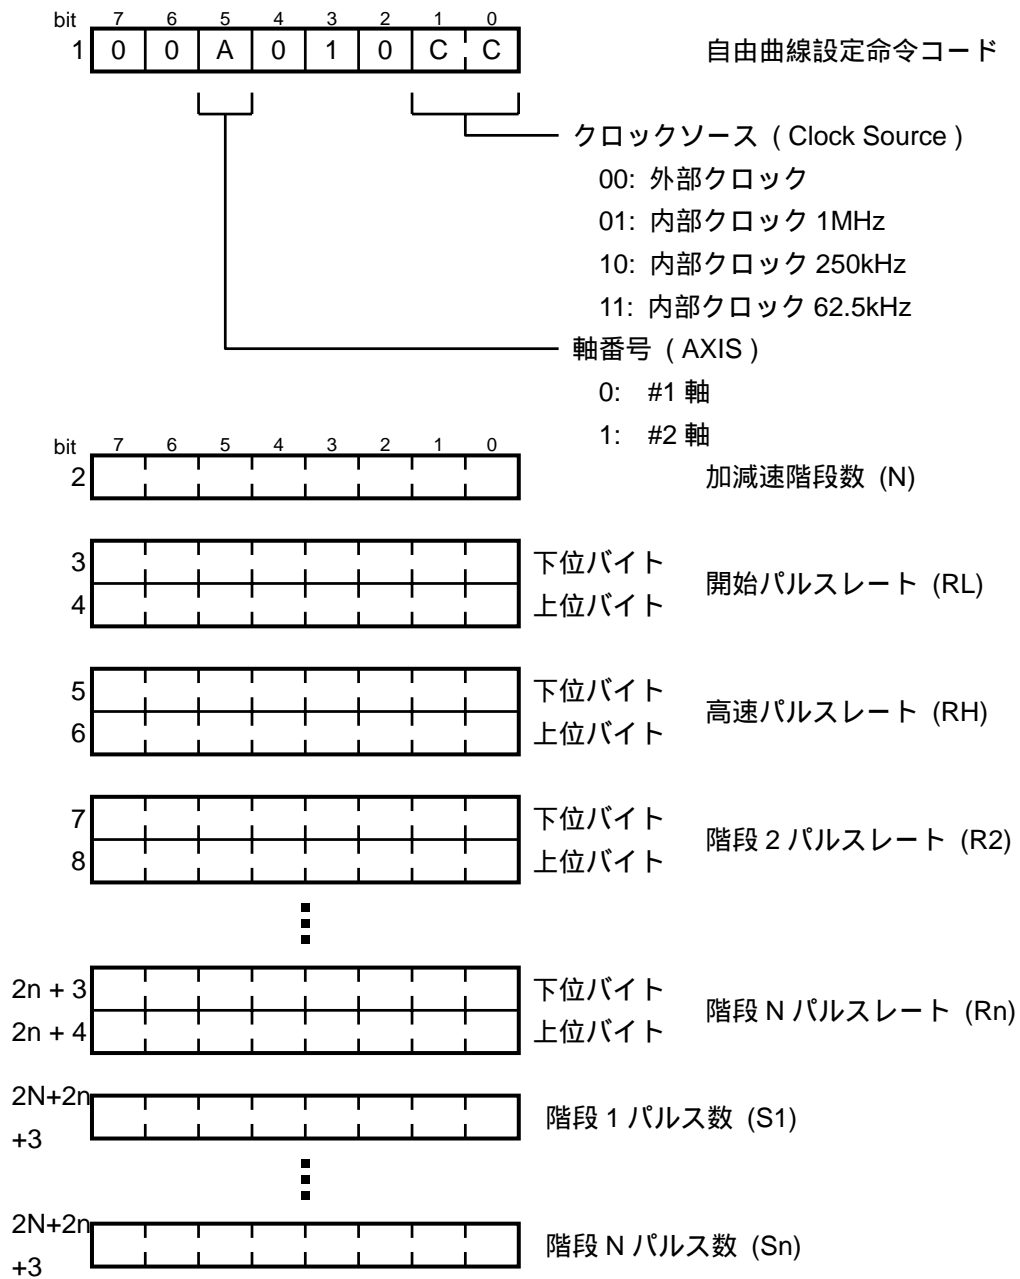 bit 7 6 5 4 3 2 1 0
1 0 0 A 0 1 0 C C 自由曲線設定命令コード
クロックソース ( Clock Source )
00: 外部クロック
01: 内部クロック 1MHz
10: 内部クロック 250kHz
11: 内部クロック 62.5kHz
軸番号 ( AXIS )
0: #1 軸
1: #2 軸
bit 7 6 5 4 3 2 1 0
2 加減速階段数 (N)
3 下位バイト
開始パルスレート (RL)
4 上位バイト
5 下位バイト
高速パルスレート (RH)
6 上位バイト
7 下位バイト
階段 2 パルスレート (R2)
8 上位バイト
2n + 3 下位バイト
階段 N パルスレート (Rn)
2n + 4 上位バイト
2N+2n
+3 階段 1 パルス数 (S1)
2N+2n
+3 階段 N パルス数 (Sn)